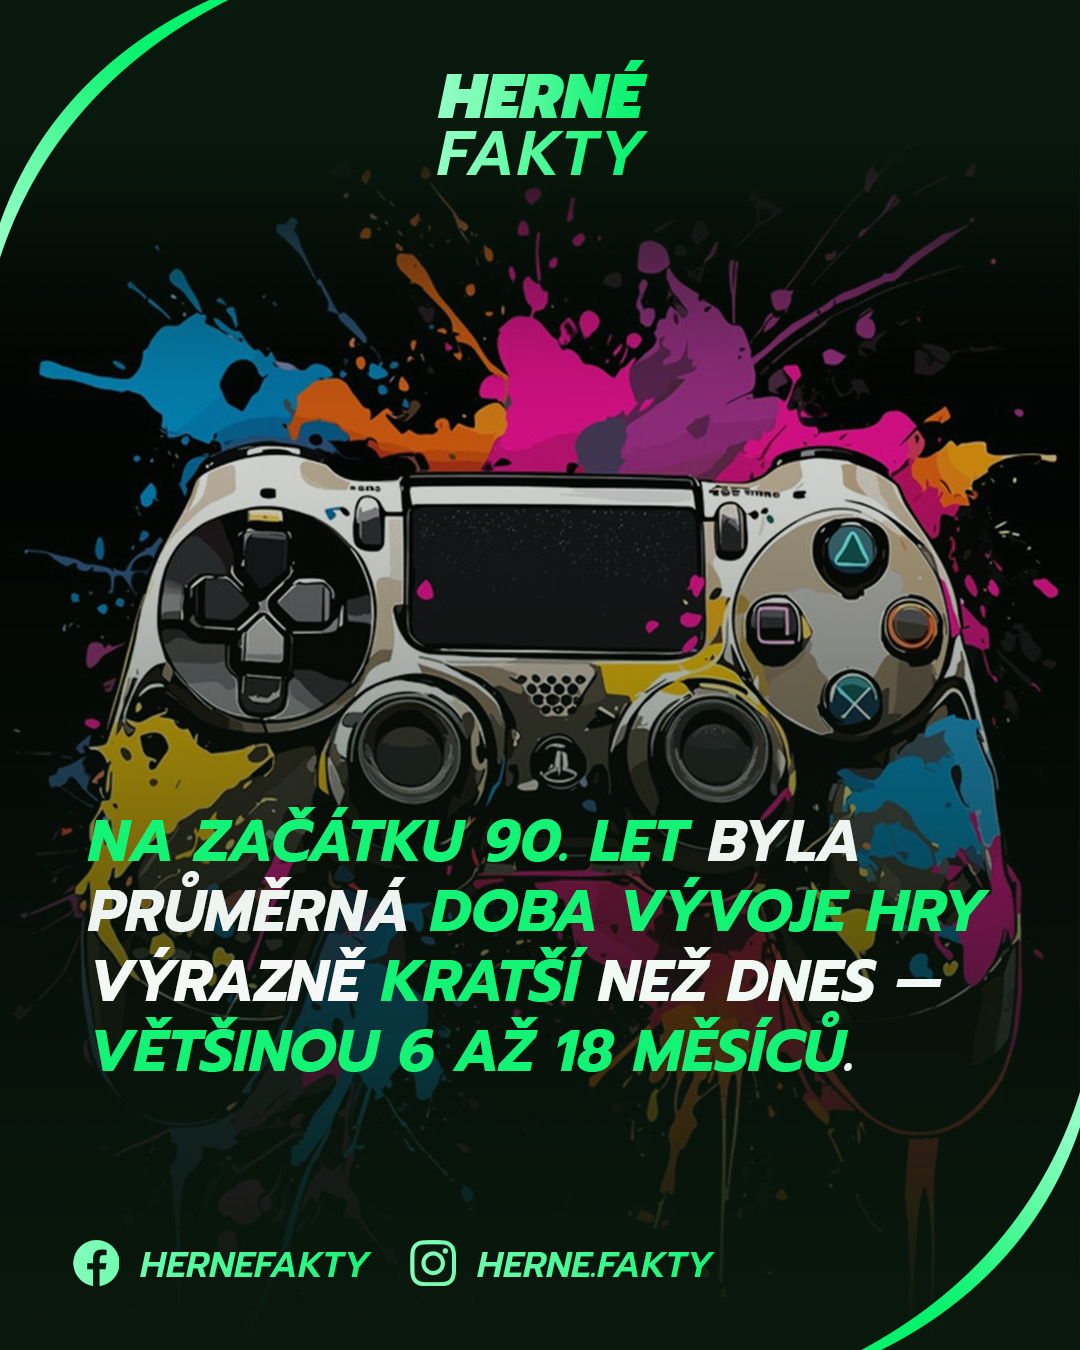 HERNÉ
FAKTY
NA ZAČÁTKU 90. LET BYLA
PRŮMĚRNÁ DOBA VÝVOJE HRY
VÝRAZNĚ KRATŠÍ NEŽ DNES –
VĚTŠINOU 6 AŽ 18 MĚSÍCŮ.
HERNEFAKTY HERNE.FAKTY